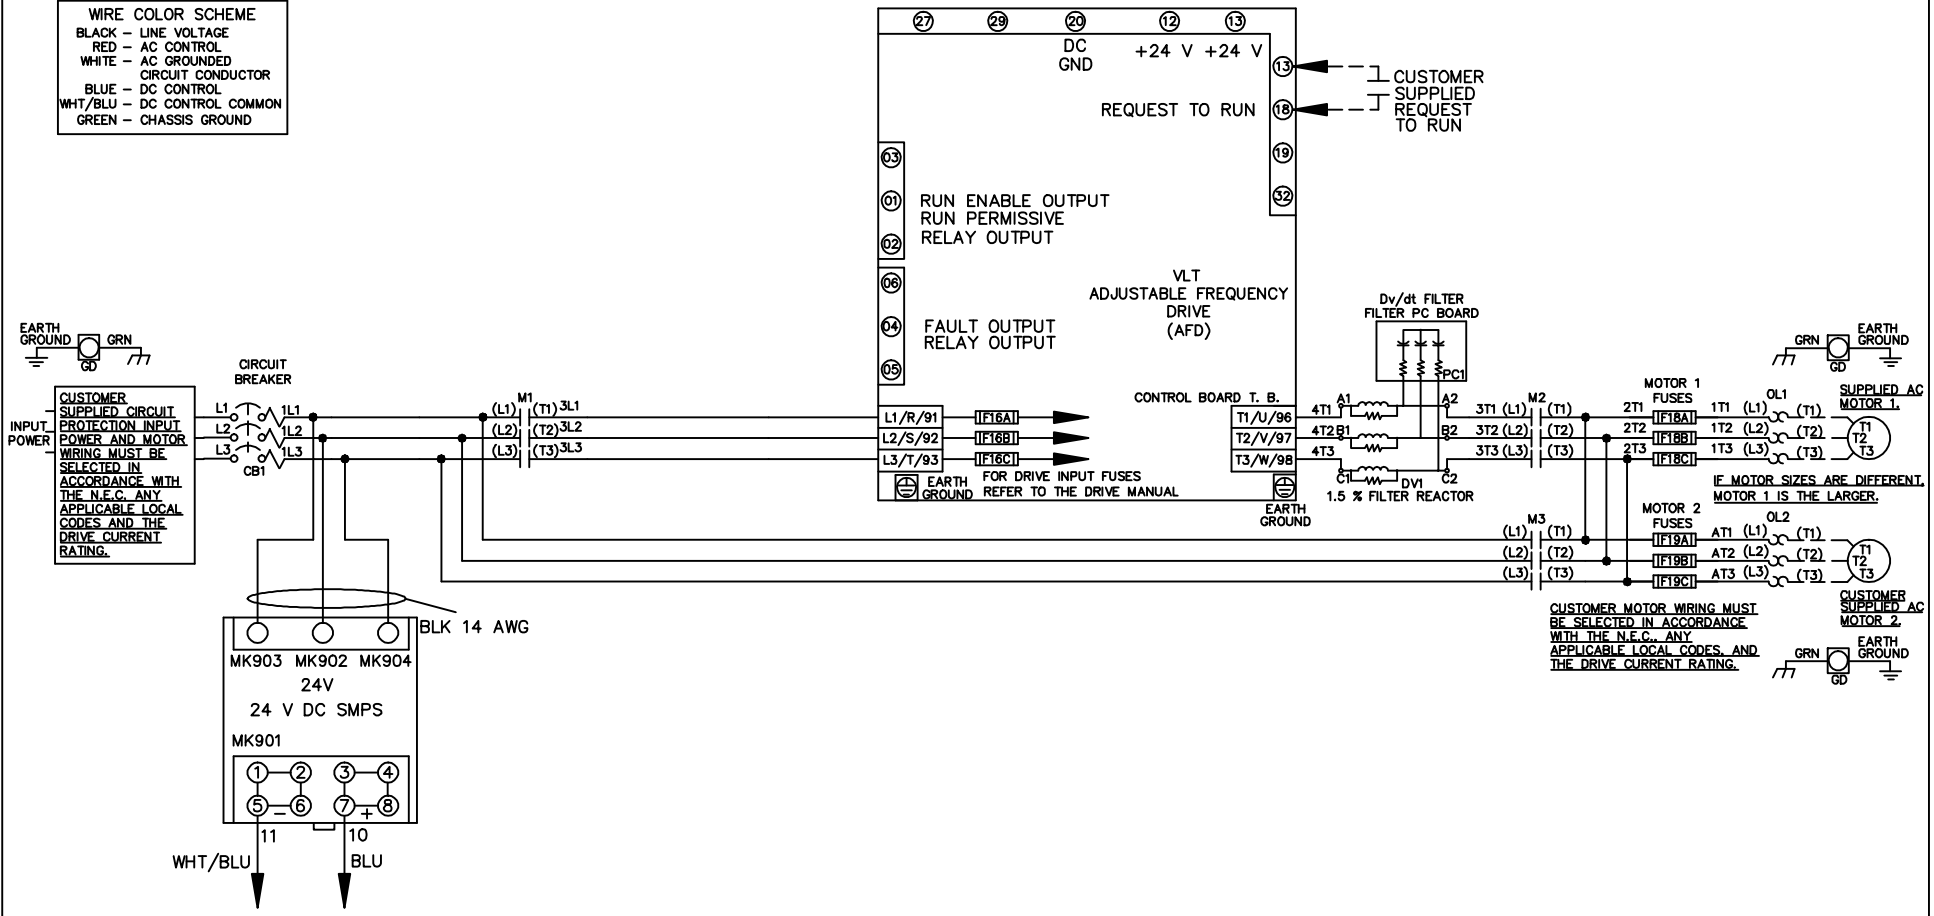 WIRE COLOR SCHEME
BLACK – LINE VOLTAGE
RED – AC CONTROL
WHITE – AC GROUNDED
CIRCUIT CONDUCTOR
BLUE – DC CONTROL
WHT/BLU – DC CONTROL COMMON
GREEN – CHASSIS GROUND
27 29 20 12 13
DC
GND
+24 V +24 V
13
REQUEST TO RUN 18
19
32
CUSTOMER
SUPPLIED
REQUEST
TO RUN
03
01
02
RUN ENABLE OUTPUT
RUN PERMISSIVE
RELAY OUTPUT
06
04
05
FAULT OUTPUT
RELAY OUTPUT
VLT
ADJUSTABLE FREQUENCY
DRIVE
(AFD)
CONTROL BOARD T. B.
L1/R/91 F16A
L2/S/92 F16B
L3/T/93 F16C
T1/U/96
T2/V/97
T3/W/98
EARTH
GROUND
FOR DRIVE INPUT FUSES
REFER TO THE DRIVE MANUAL
EARTH
GROUND
EARTH
GROUND
GRN
GD
INPUT
POWER
CUSTOMER
SUPPLIED CIRCUIT
PROTECTION INPUT
POWER AND MOTOR
WIRING MUST BE
SELECTED IN
ACCORDANCE WITH
THE N.E.C. ANY
APPLICABLE LOCAL
CODES AND THE
DRIVE CURRENT
RATING.
CIRCUIT
BREAKER
L1 1L1
L2 1L2
L3 1L3
CB1
M1
(L1) (T1) 3L1
(L2) (T2) 3L2
(L3) (T3) 3L3
Dv/dt FILTER
FILTER PC BOARD
PC1
4T1 A1 A2
4T2 B1 B2
4T3
C1 C2
DV1
1.5 % FILTER REACTOR
M2
3T1 (L1) (T1)
3T2 (L2) (T2)
3T3 (L3) (T3)
MOTOR 1
FUSES
2T1 F18A 1T1 (L1) (T1)
2T2 F18B 1T2 (L2) (T2)
2T3 F18C 1T3 (L3) (T3)
OL1
GRN
GD
EARTH
GROUND
SUPPLIED AC
MOTOR 1.
T1
T2
T3
IF MOTOR SIZES ARE DIFFERENT,
MOTOR 1 IS THE LARGER.
M3
(L1) (T1)
(L2) (T2)
(L3) (T3)
MOTOR 2
FUSES
F19A AT1 (L1) (T1)
F19B AT2 (L2) (T2)
F19C AT3 (L3) (T3)
OL2
T1
T2
T3
CUSTOMER
SUPPLIED AC
MOTOR 2.
CUSTOMER MOTOR WIRING MUST
BE SELECTED IN ACCORDANCE
WITH THE N.E.C., ANY
APPLICABLE LOCAL CODES, AND
THE DRIVE CURRENT RATING.
GRN
GD
EARTH
GROUND
BLK 14 AWG
MK903 MK902 MK904
24V
24 V DC SMPS
MK901
1 2 3 4
5 – 6 7 + 8
11 10
WHT/BLU BLU